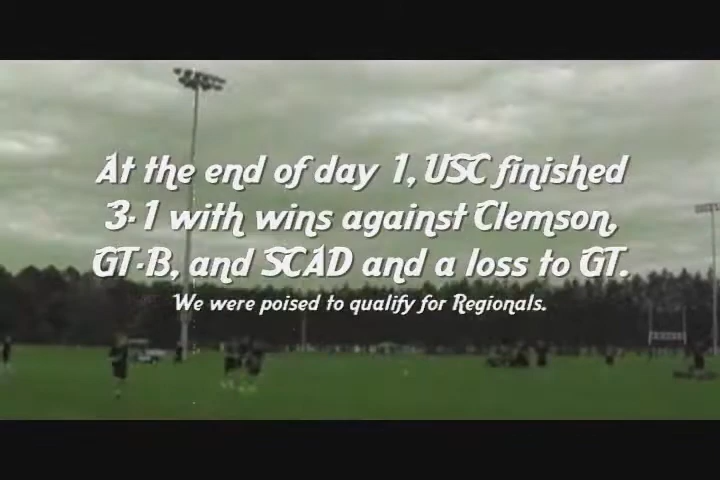 At the end of day 1, USC finished
3-1 with wins against Clemson,
GT-B, and SCAD and a loss to GT.
We were poised to qualify for Regionals.